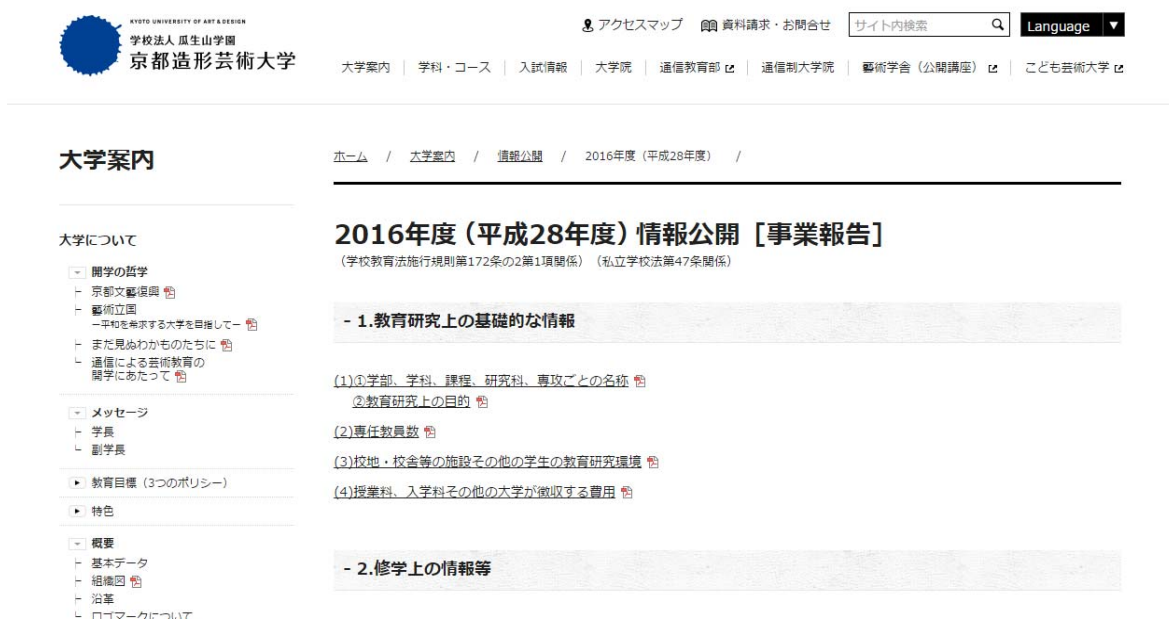 KYOTO UNIVERSITY OF ART & DESIGN
学校法人 瓜生山学園
京都造形芸術大学
アクセスマップ 資料請求・お問合せ サイト内検索 Language ▼
大学案内 学科・コース 入試情報 大学院 通信教育部 通信制大学院 藝術学舎（公開講座） こども芸術大学
大学案内
ホーム / 大学案内 / 情報公開 / 2016年度（平成28年度） /
大学について
開学の哲学
京都文藝復興
藝術立国
ー平和を希求する大学を目指してー
まだ見ぬわかものたちに
通信による芸術教育の
開学にあたって
メッセージ
学長
副学長
教育目標（3つのポリシー）
特色
概要
基本データ
組織図
沿革
ロゴマークについて
2016年度（平成28年度）情報公開［事業報告］
（学校教育法施行規則第172条の2第1項関係）（私立学校法第47条関係）
- 1.教育研究上の基礎的な情報
(1)①学部、学科、課程、研究科、専攻ごとの名称
②教育研究上の目的
(2)専任教員数
(3)校地・校舎等の施設その他の学生の教育研究環境
(4)授業料、入学料その他の大学が徴収する費用
- 2.修学上の情報等